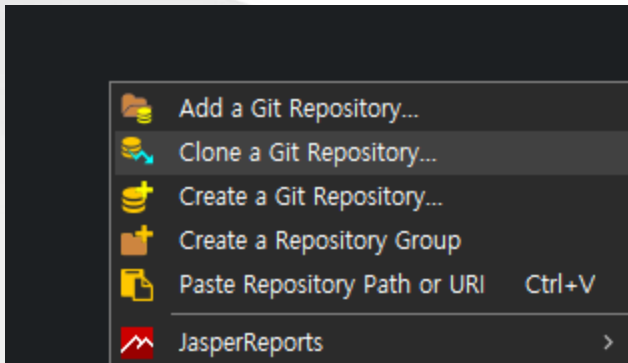 Add a Git Repository...
Clone a Git Repository...
Create a Git Repository...
Create a Repository Group
Paste Repository Path or URI Ctrl+V
JasperReports